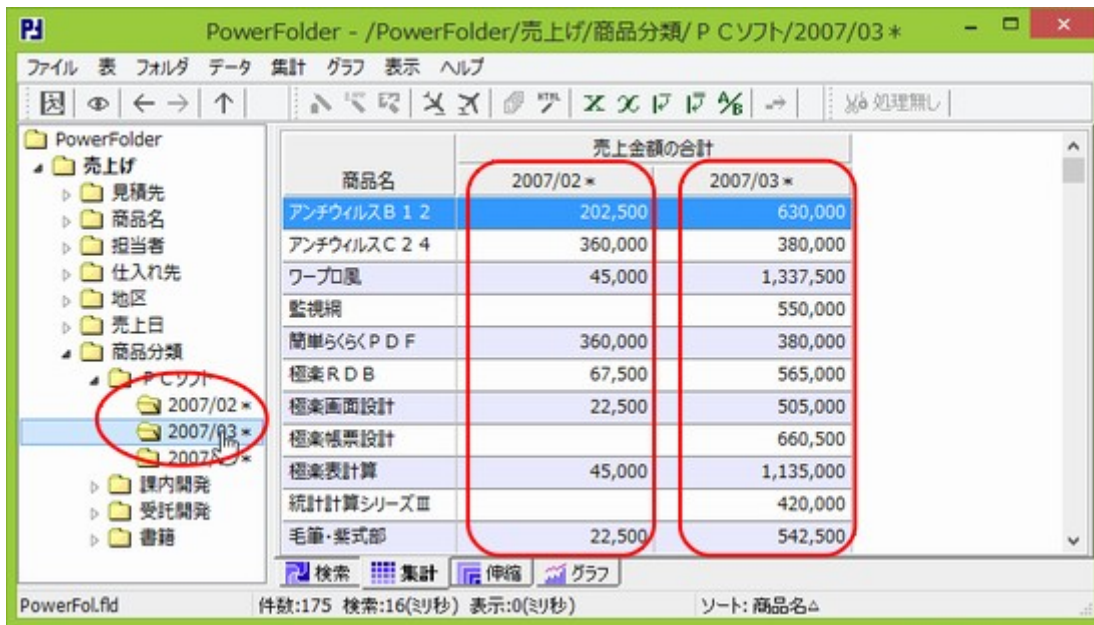 PowerFolder - /PowerFolder/売上げ/商品分類/ＰＣソフト/2007/03*
ファイル 表 フォルダ データ 集計 グラフ 表示 ヘルプ
処理無し
PowerFolder
売上げ
見積先
商品名
担当者
仕入れ先
地区
売上日
商品分類
ＰＣソフト
2007/02*
2007/03*
課内開発
受託開発
書籍
売上金額の合計
商品名 2007/02* 2007/03*
アンチウィルスＢ１２ 202,500 630,000
アンチウィルスＣ２４ 360,000 380,000
ワープロ風 45,000 1,337,500
監視網 550,000
簡単らくらくＰＤＦ 360,000 380,000
極楽ＲＤＢ 67,500 565,000
極楽画面設計 22,500 505,000
極楽帳票設計 660,500
極楽表計算 45,000 1,135,000
統計計算シリーズⅢ 420,000
毛筆・紫式部 22,500 542,500
検索 集計 伸縮 グラフ
PowerFol.fld 件数:175 検索:16(ミリ秒) 表示:0(ミリ秒) ソート: 商品名△